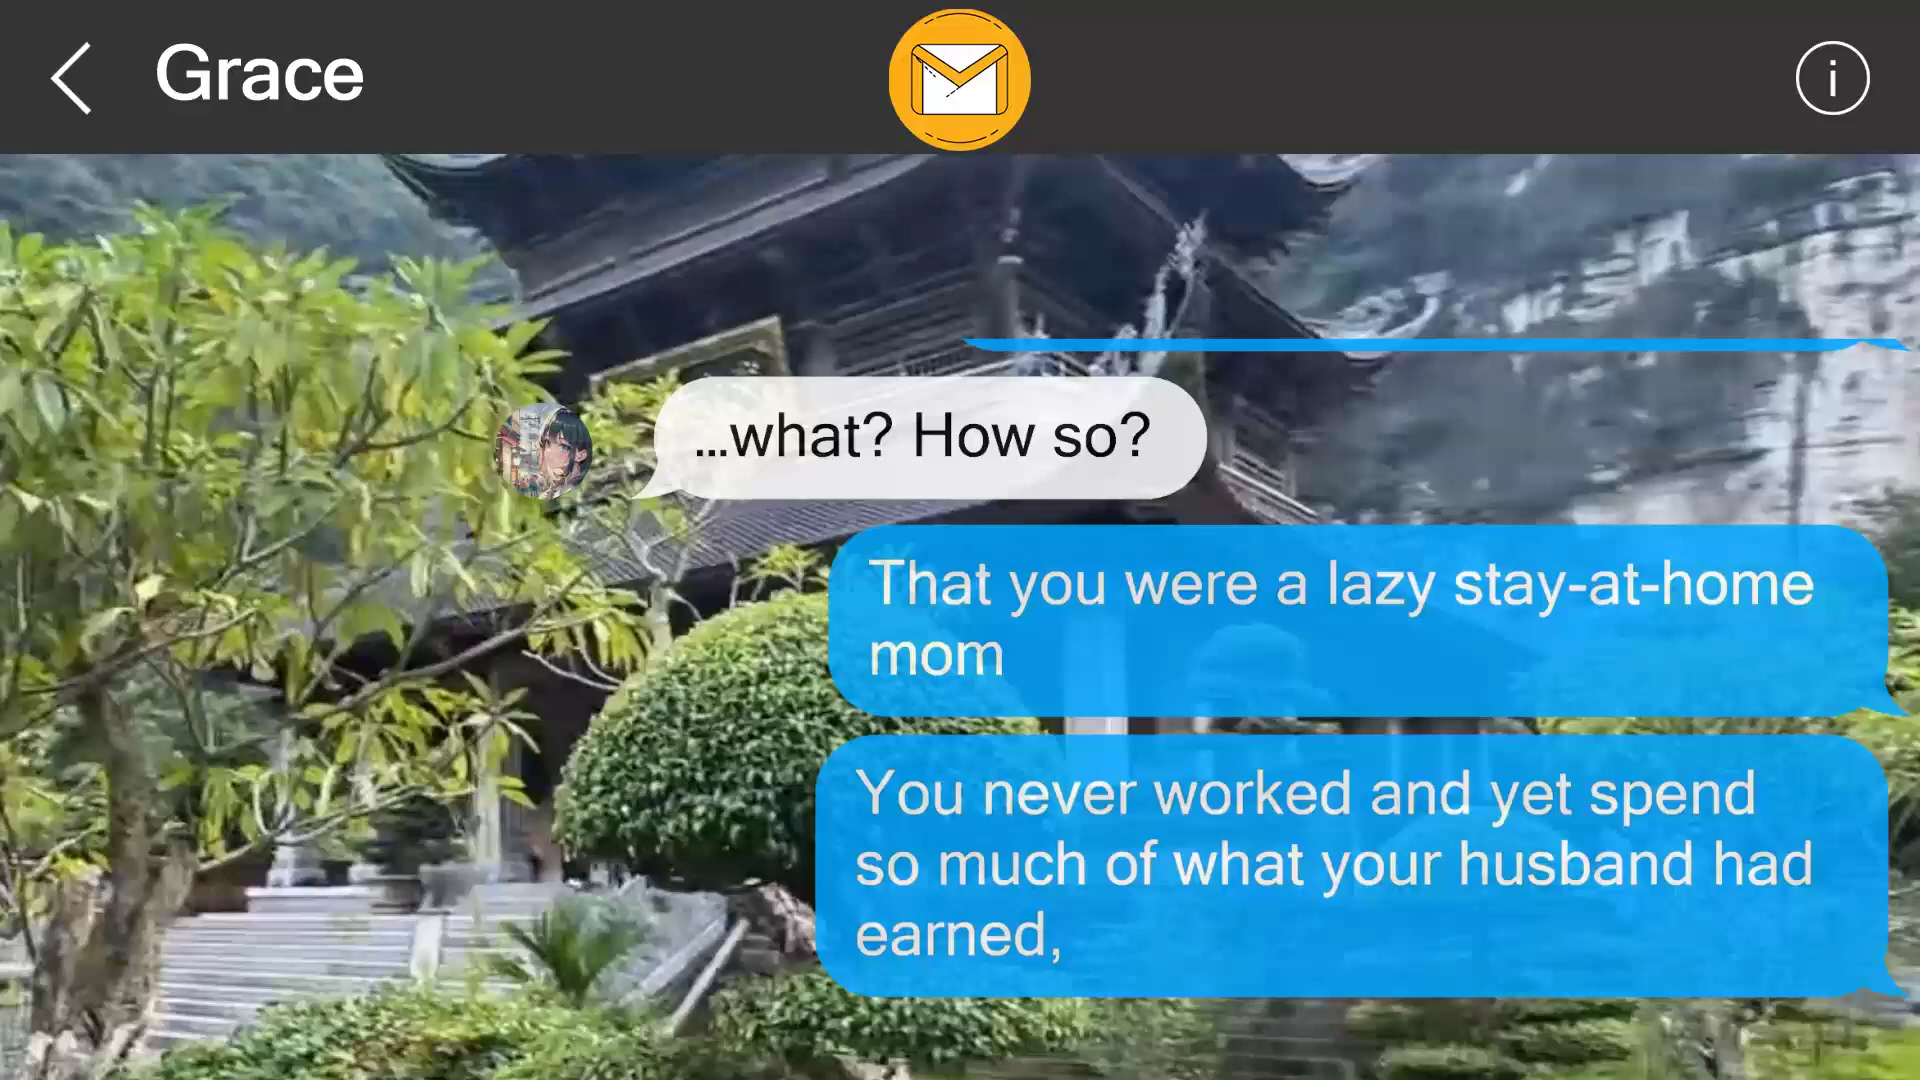 Grace
...what? How so?
That you were a lazy stay-at-home
mom
You never worked and yet spend
so much of what your husband had
earned,